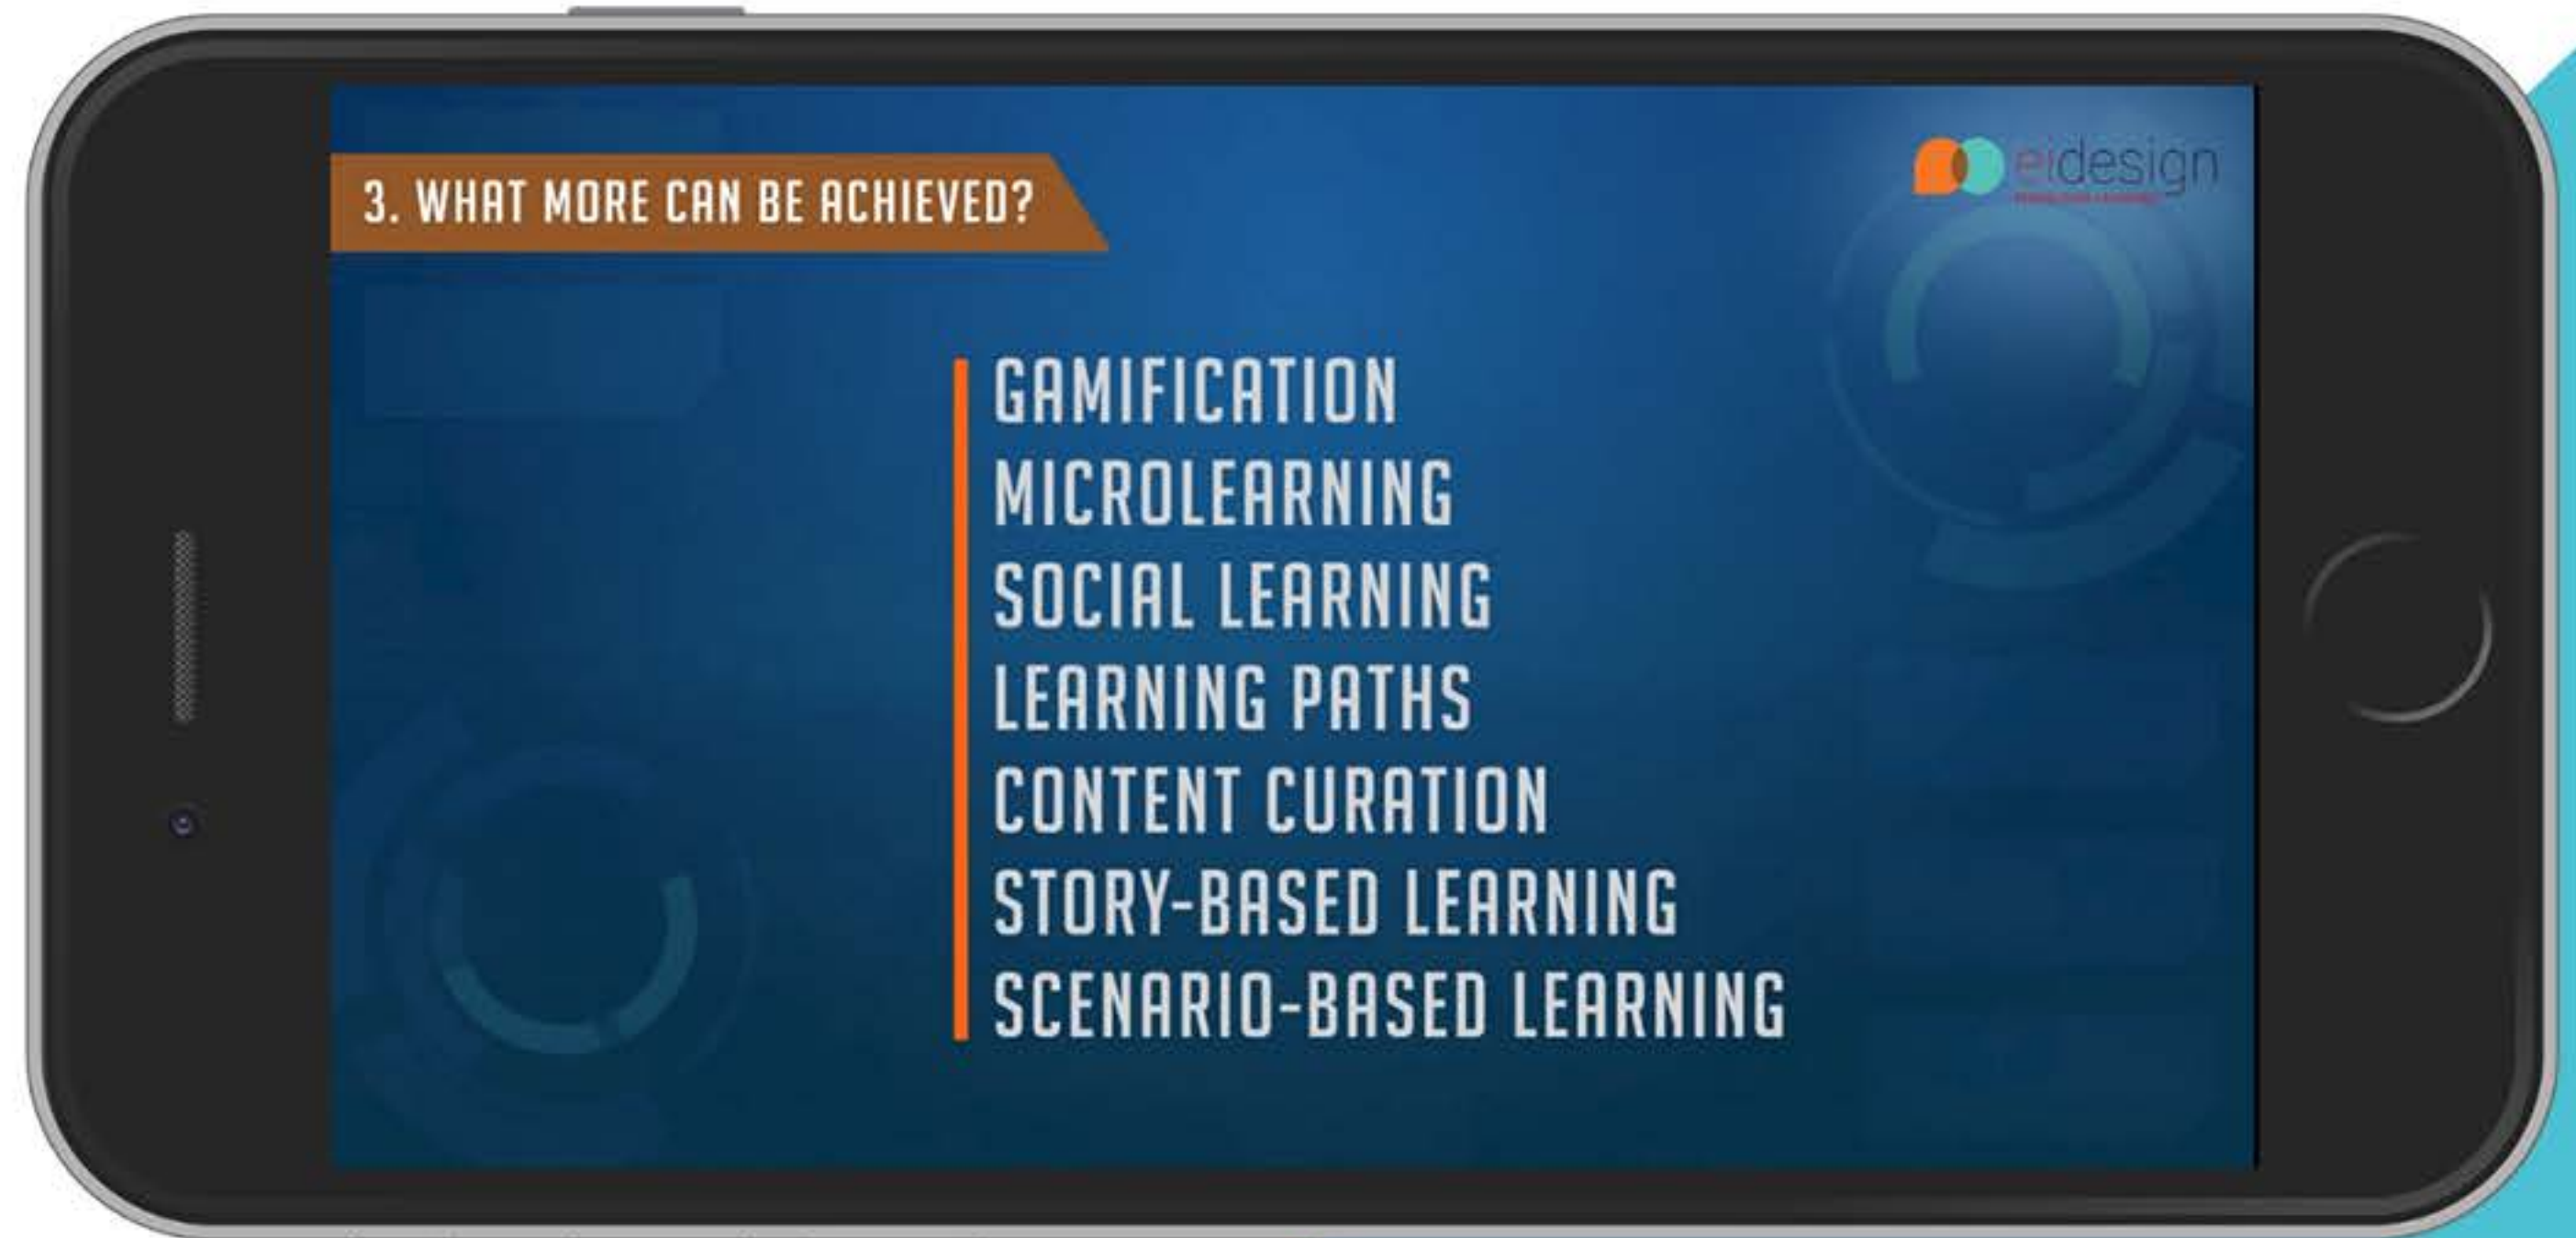 3. WHAT MORE CAN BE ACHIEVED?
eidesign
GAMIFICATION
MICROLEARNING
SOCIAL LEARNING
LEARNING PATHS
CONTENT CURATION
STORY-BASED LEARNING
SCENARIO-BASED LEARNING